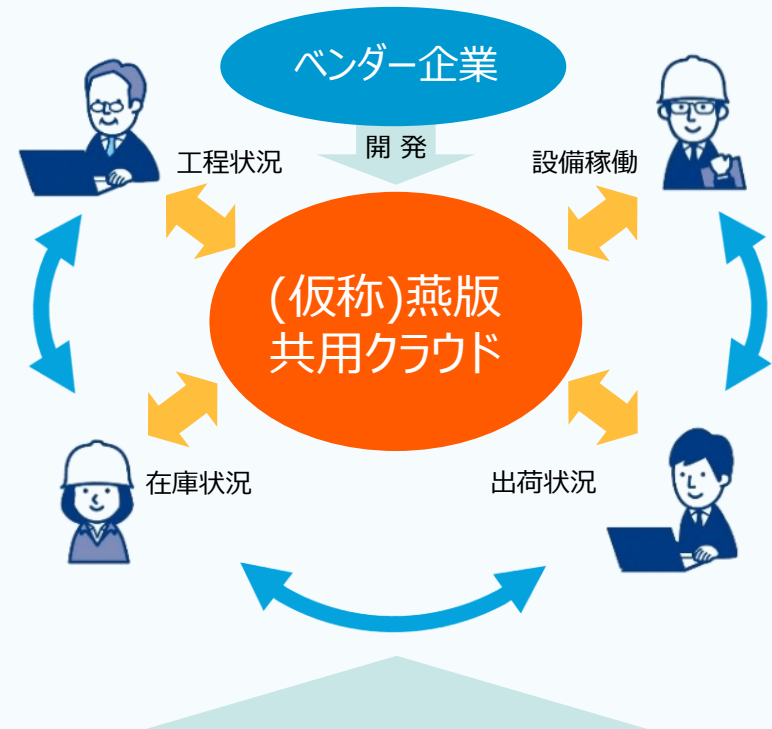 ベンダー企業
開発
工程状況
設備稼働
(仮称)燕版
共用クラウド
在庫状況
出荷状況